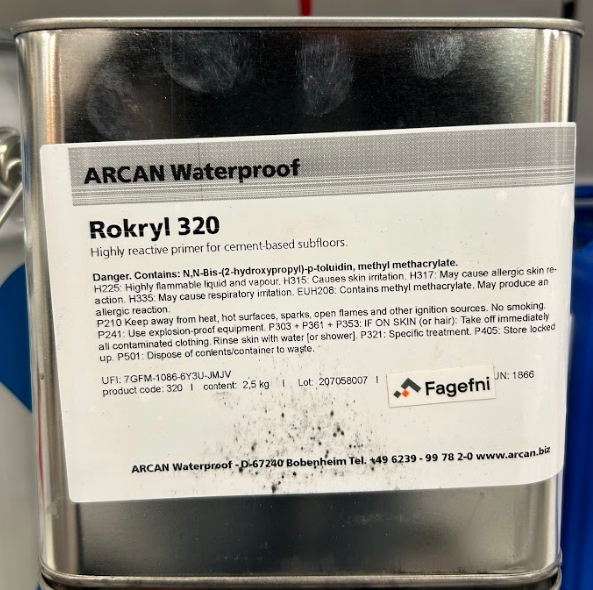 ARCAN Waterproof
Rokryl 320
Highly reactive primer for cement-based subfloors.
Danger. Contains: N,N-Bis-(2-hydroxypropyl)-p-toluidin, methyl methacrylate.
H225: Highly flammable liquid and vapour. H315: Causes skin irritation. H317: May cause allergic skin re-
action. H335: May cause respiratory irritation. EUH208: Contains methyl methacrylate. May produce an
allergic reaction.
P210 Keep away from heat, hot surfaces, sparks, open flames and other ignition sources. No smoking.
P241: Use explosion-proof equipment. P303 + P361 + P353: IF ON SKIN (or hair): Take off immediately
all contaminated clothing. Rinse skin with water [or shower]. P321: Specific treatment. P405: Store locked
up. P501: Dispose of contents/container to waste.
UFI: 7GFM-1086-6Y3U-JMJV
product code: 320 I content: 2,5 kg I Lot: 207058007 I UN: 1866
Fagefni
ARCAN Waterproof - D-67240 Bobenheim Tel. +49 6239 - 99 78 2-0 www.arcan.biz